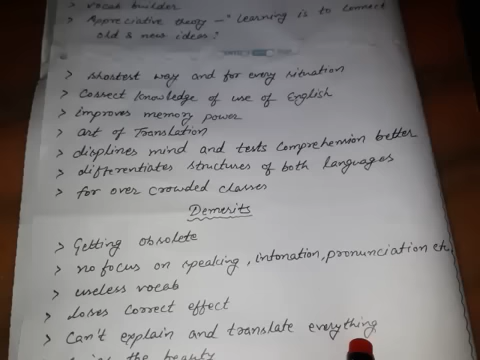 > vocab builder
> Appreciative theory - "Learning is to connect
old & new ideas"
> shortest way and for every situation
> Correct knowledge of use of English
> improves memory power
> art of Translation
> displines mind and tests Comprehension better
> differentiates structures of both languages
> for over crowded classes
Demerits
> Getting obsolete
> no focus on speaking, intonation, pronunciation etc.
> useless vocab
> loses correct effect
> Can't explain and translate everything
the beauty